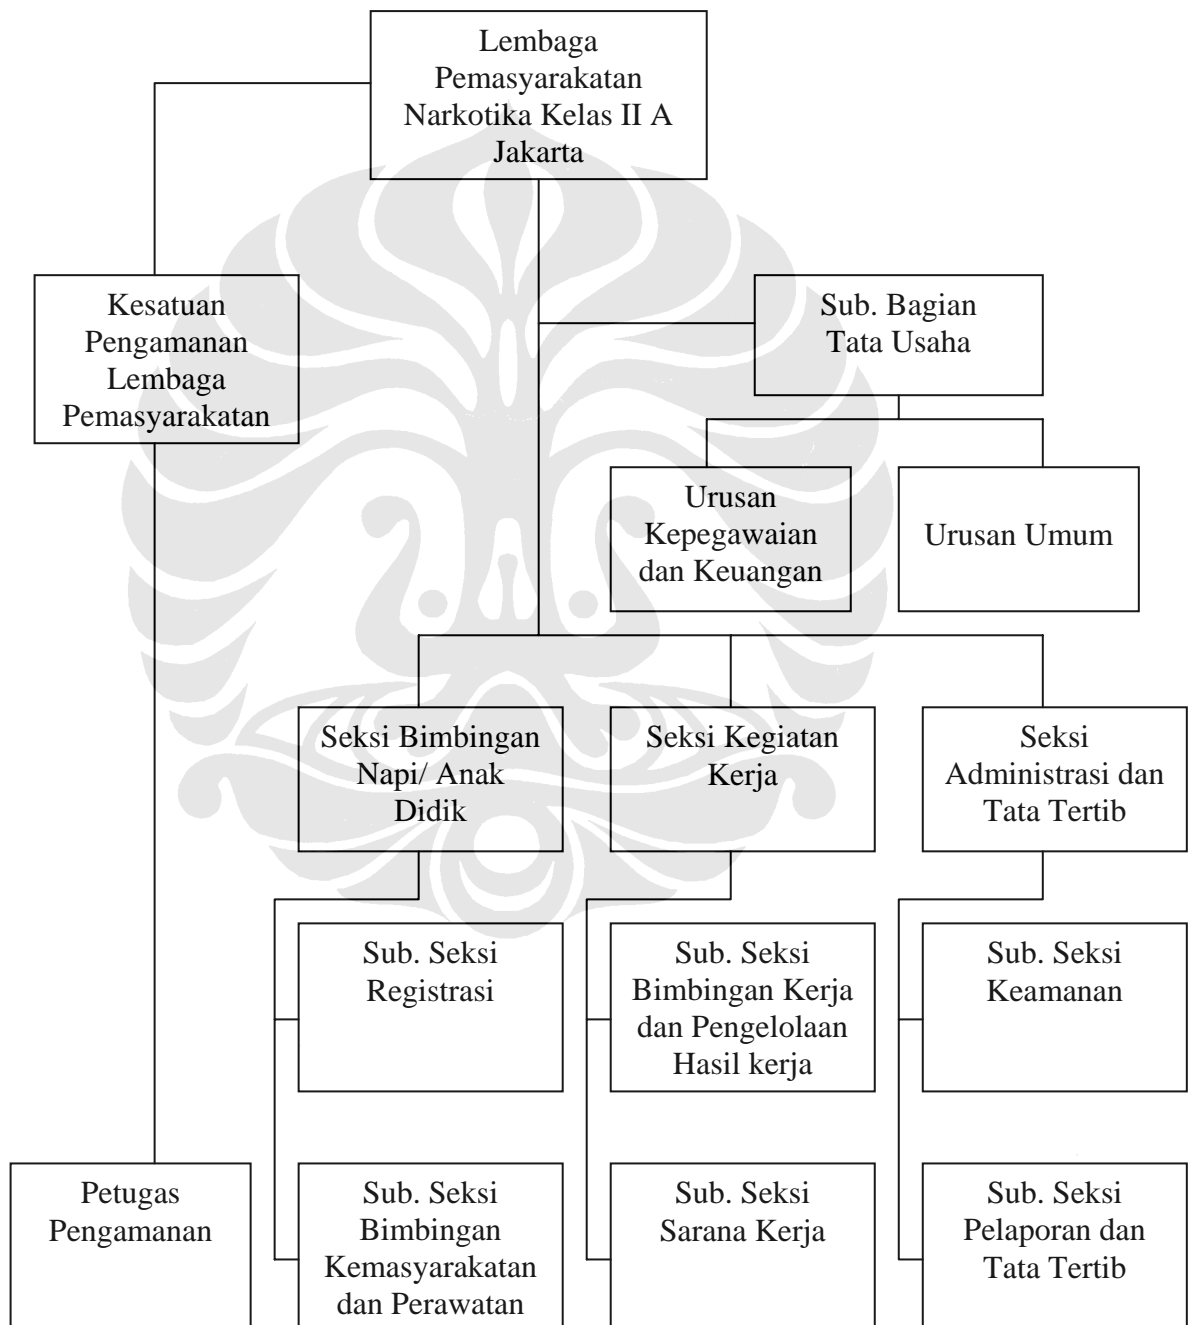 Lembaga
Pemasyarakatan
Narkotika Kelas II A
Jakarta
Kesatuan
Pengamanan
Lembaga
Pemasyarakatan
Sub. Bagian
Tata Usaha
Urusan
Kepegawaian
dan Keuangan
Urusan Umum
Seksi Bimbingan
Napi/ Anak
Didik
Seksi Kegiatan
Kerja
Seksi
Administrasi dan
Tata Tertib
Sub. Seksi
Registrasi
Sub. Seksi
Bimbingan Kerja
dan Pengelolaan
Hasil kerja
Sub. Seksi
Keamanan
Petugas
Pengamanan
Sub. Seksi
Bimbingan
Kemasyarakatan
dan Perawatan
Sub. Seksi
Sarana Kerja
Sub. Seksi
Pelaporan dan
Tata Tertib